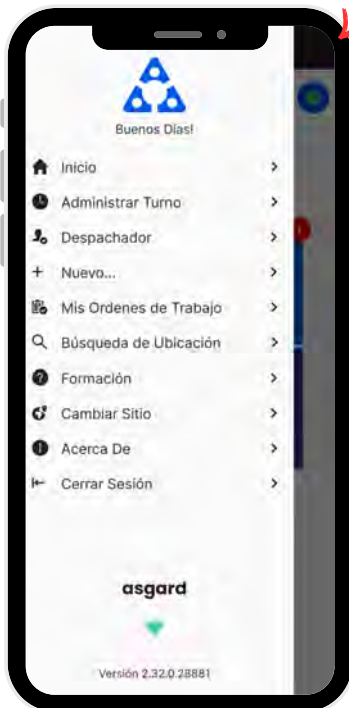 Buenos Días!
Inicio
Administrar Turno
Despachador
Nuevo...
Mis Ordenes de Trabajo
Búsqueda de Ubicación
Formación
Cambiar Sitio
Acerca De
Cerrar Sesión
asgard
Versión 2.32.0.28881